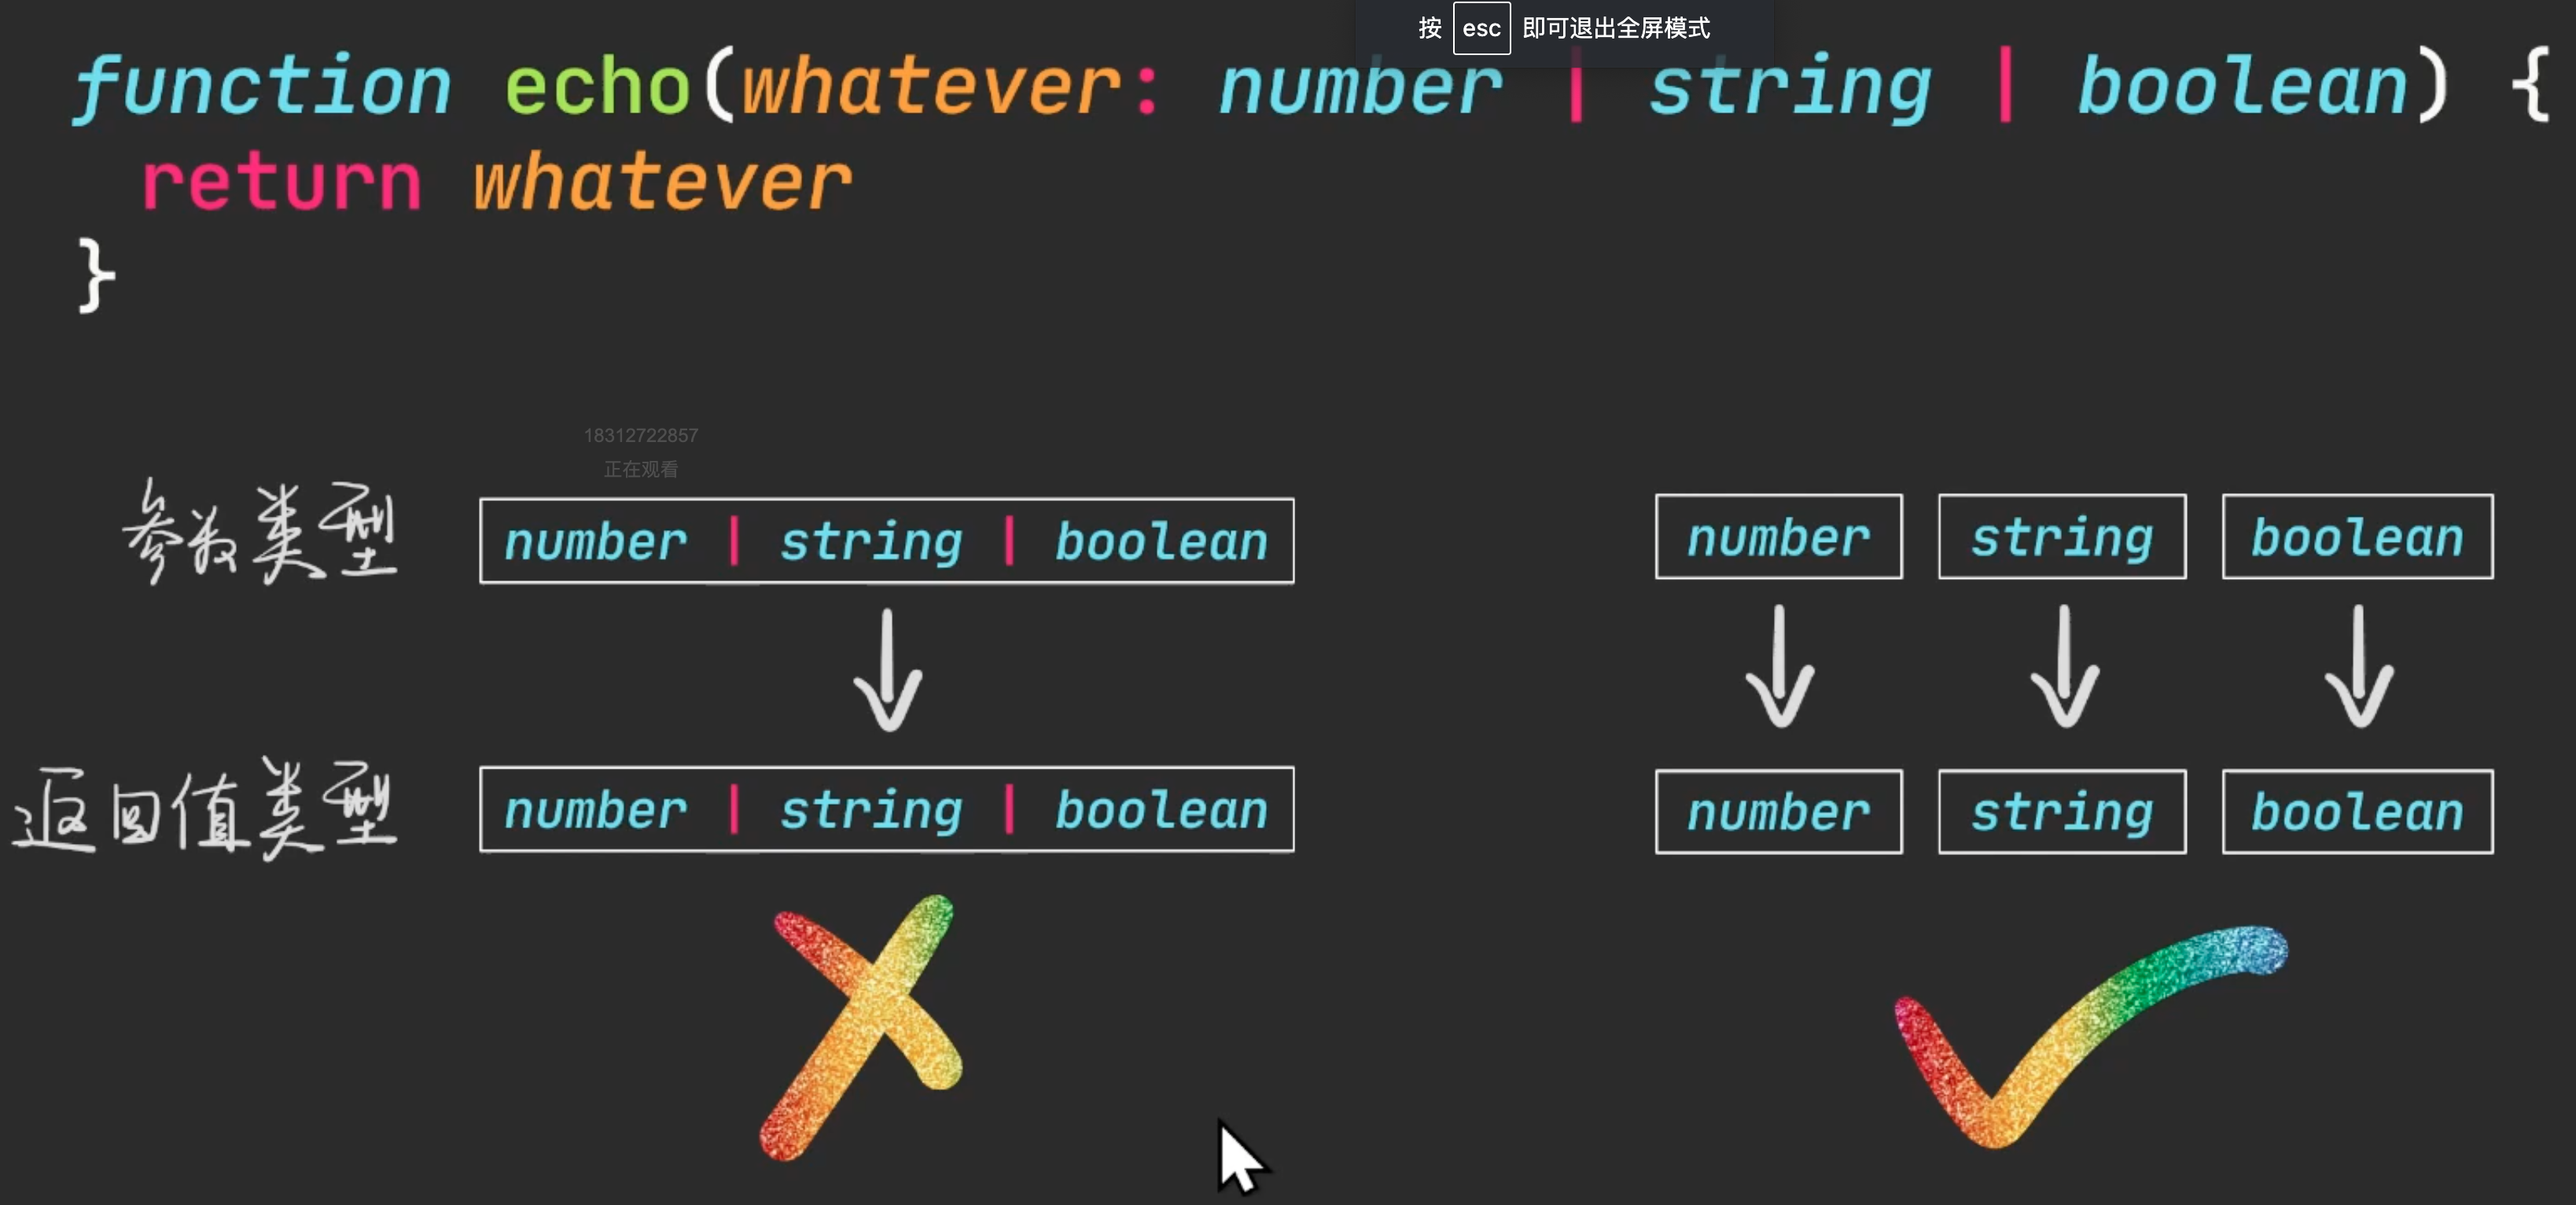 按 esc 即可退出全屏模式
function echo(whatever: number | string | boolean) {
return whatever
}
18312722857
正在观看
参数类型 number | string | boolean number string boolean
返回值类型 number | string | boolean number string boolean